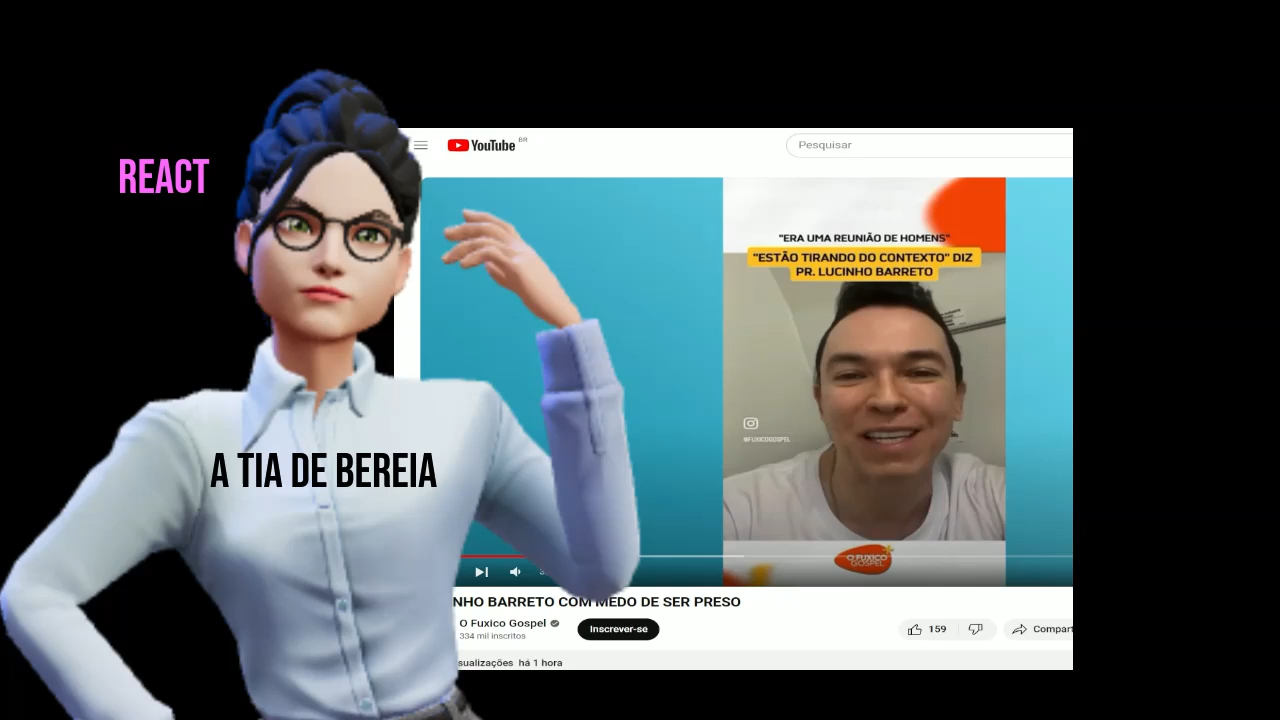 REACT
A TIA DE BEREIA
YouTube BR
Pesquisar
"ERA UMA REUNIÃO DE HOMENS"
"ESTÃO TIRANDO DO CONTEXTO" DIZ
PR. LUCINHO BARRETO
@FUXICOGOSPEL
O FUXICO
GOSPEL
NHO BARRETO COM MEDO DE SER PRESO
O Fuxico Gospel
334 mil inscritos
Inscrever-se
159
Compart
sualizações há 1 hora